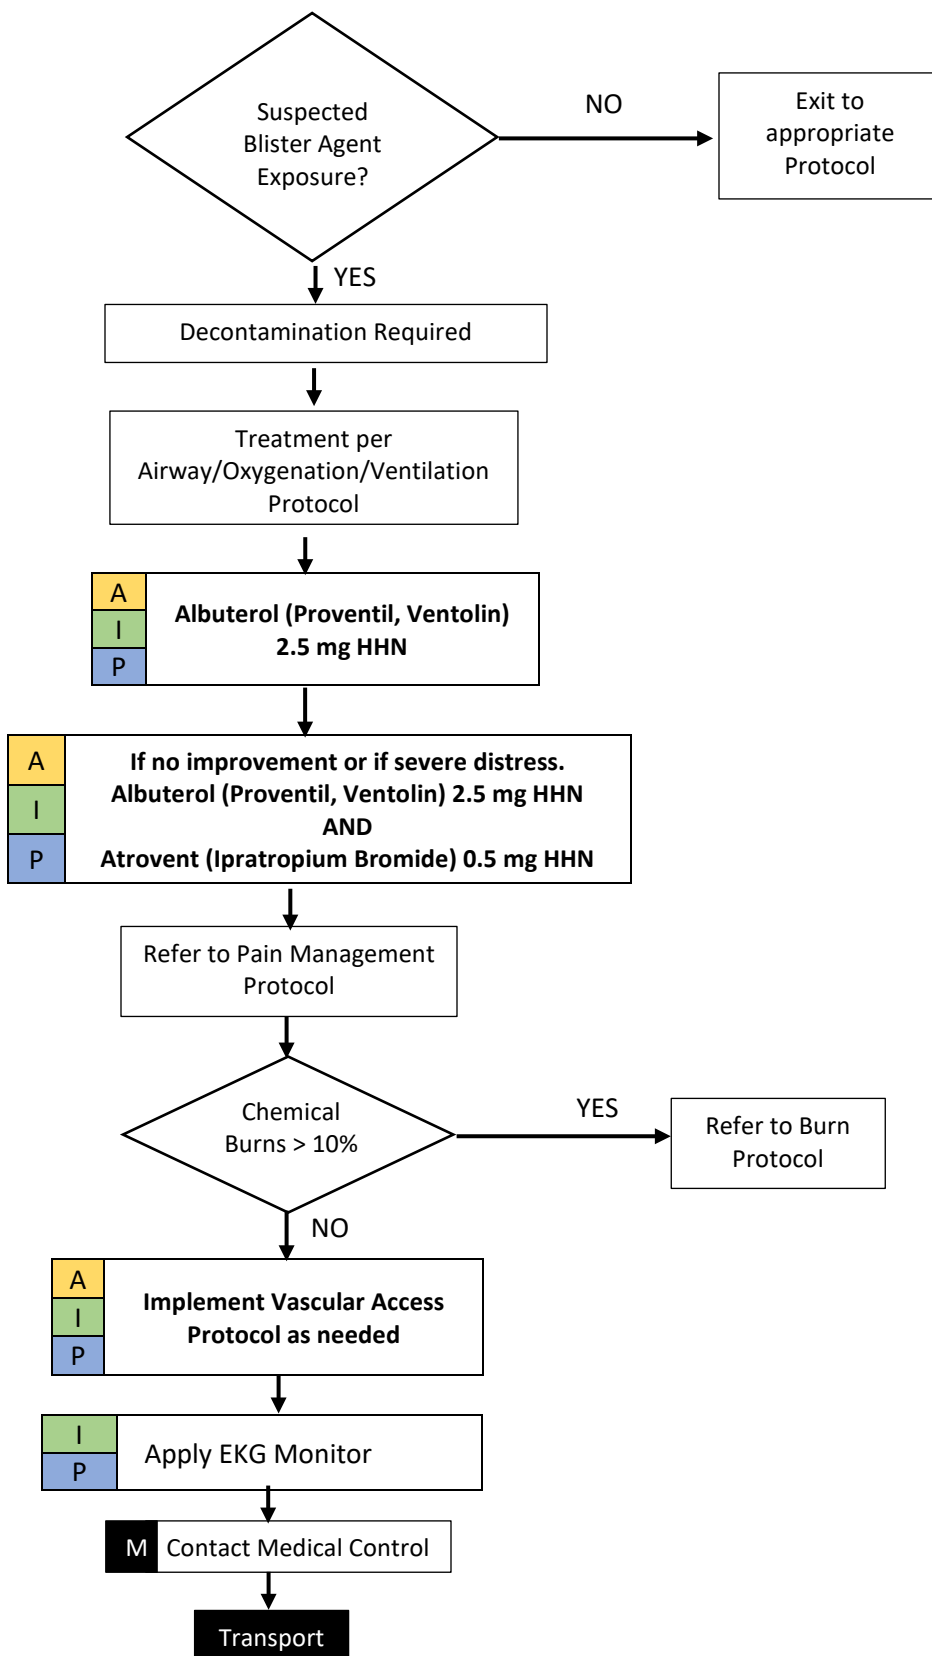 Suspected
Blister Agent
Exposure?
NO
Exit to
appropriate
Protocol
YES
Decontamination Required
Treatment per
Airway/Oxygenation/Ventilation
Protocol
A
I
P
Albuterol (Proventil, Ventolin)
2.5 mg HHN
A
I
P
If no improvement or if severe distress.
Albuterol (Proventil, Ventolin) 2.5 mg HHN
AND
Atrovent (Ipratropium Bromide) 0.5 mg HHN
Refer to Pain Management
Protocol
Chemical
Burns > 10%
YES
Refer to Burn
Protocol
NO
A
I
P
Implement Vascular Access
Protocol as needed
I
P
Apply EKG Monitor
M Contact Medical Control
Transport